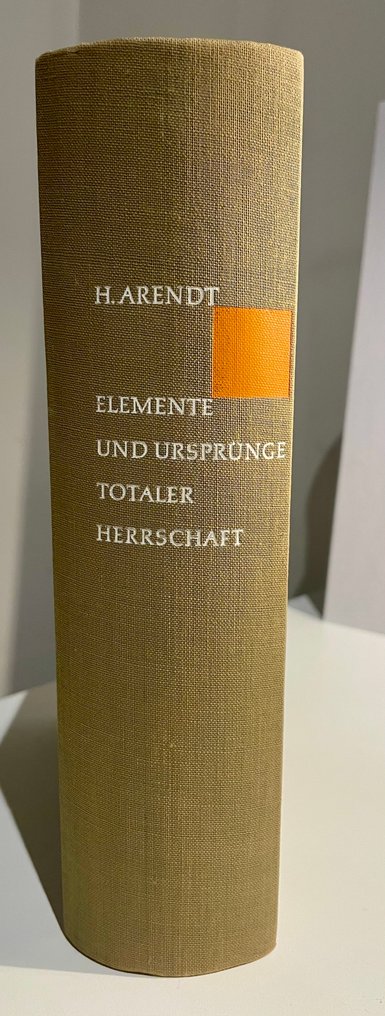 H. ARENDT
ELEMENTE
UND URSPRÜNGE
TOTALER
HERRSCHAFT